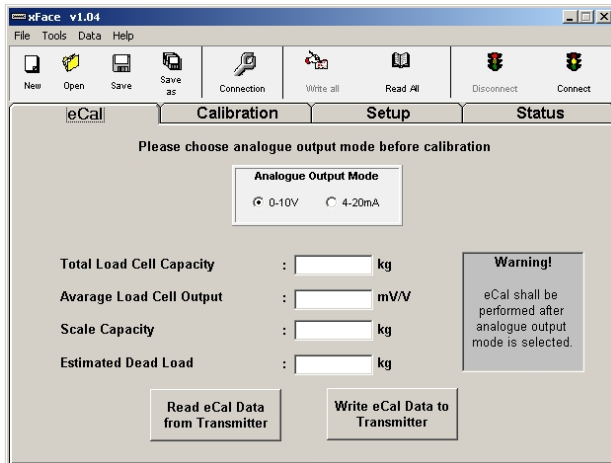 xFace v1.04
File Tools Data Help
New Open Save Save as Connection Write all Read All Disconnect Connect
eCal Calibration Setup Status
Please choose analogue output mode before calibration
Analogue Output Mode
0-10V 4-20mA
Total Load Cell Capacity : kg
Avarage Load Cell Output : mV/V
Scale Capacity : kg
Estimated Dead Load : kg
Warning!
eCal shall be
performed after
analogue output
mode is selected.
Read eCal Data
from Transmitter
Write eCal Data to
Transmitter